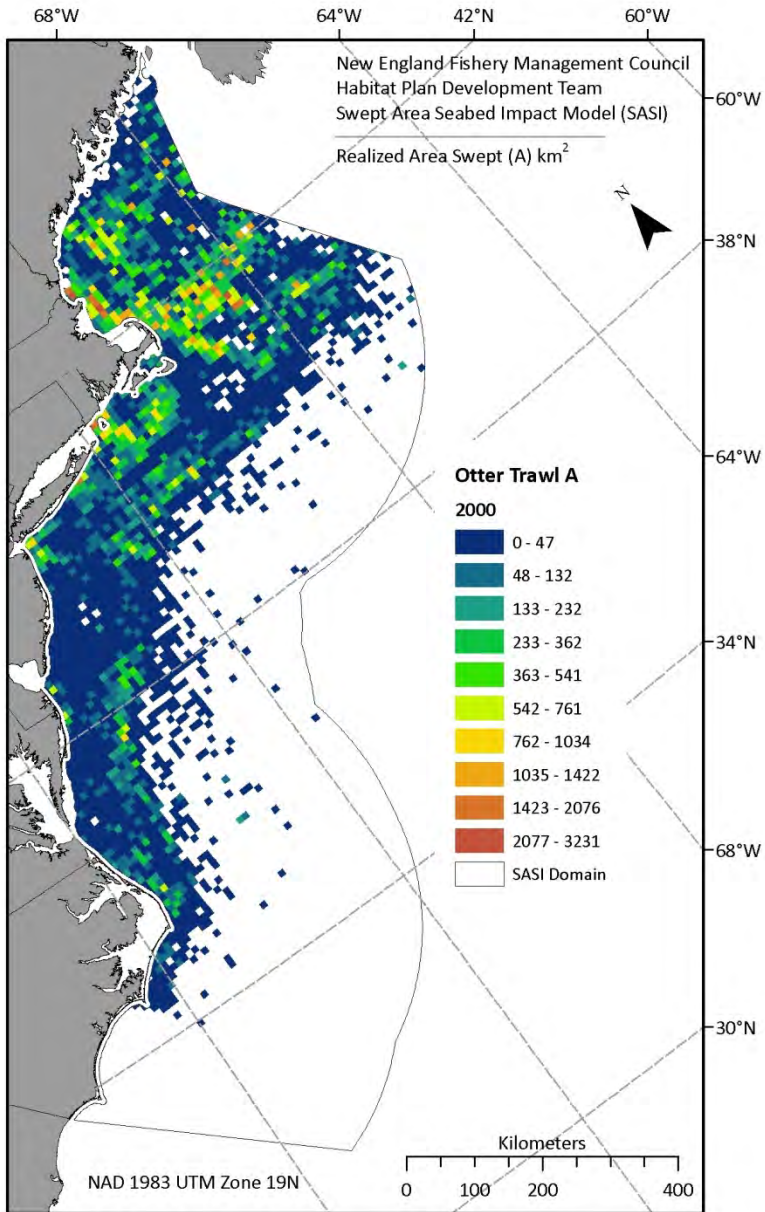 68°W 64°W 42°N 60°W
New England Fishery Management Council
Habitat Plan Development Team
Swept Area Seabed Impact Model (SASI)
Realized Area Swept (A) km²
N
60°W
38°N
64°W
34°N
68°W
30°N
Otter Trawl A
2000
0 - 47
48 - 132
133 - 232
233 - 362
363 - 541
542 - 761
762 - 1034
1035 - 1422
1423 - 2076
2077 - 3231
SASI Domain
Kilometers
0 100 200 300 400
NAD 1983 UTM Zone 19N